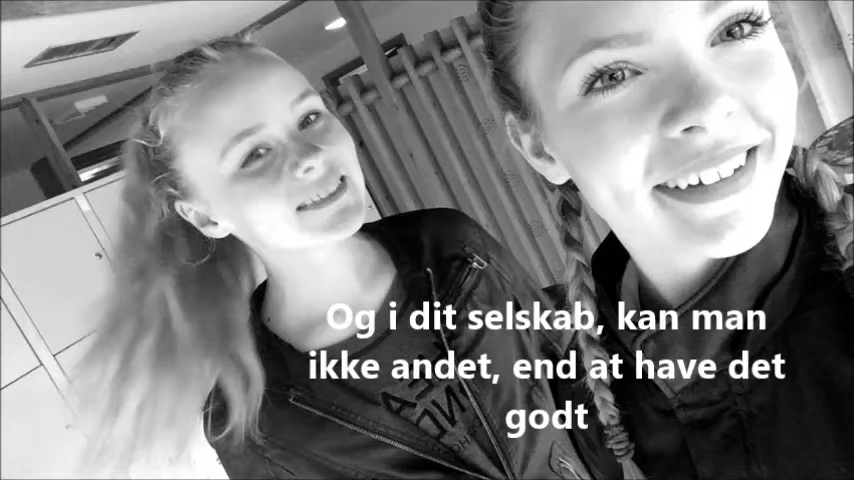 Og i dit selskab, kan man
ikke andet, end at have det
godt